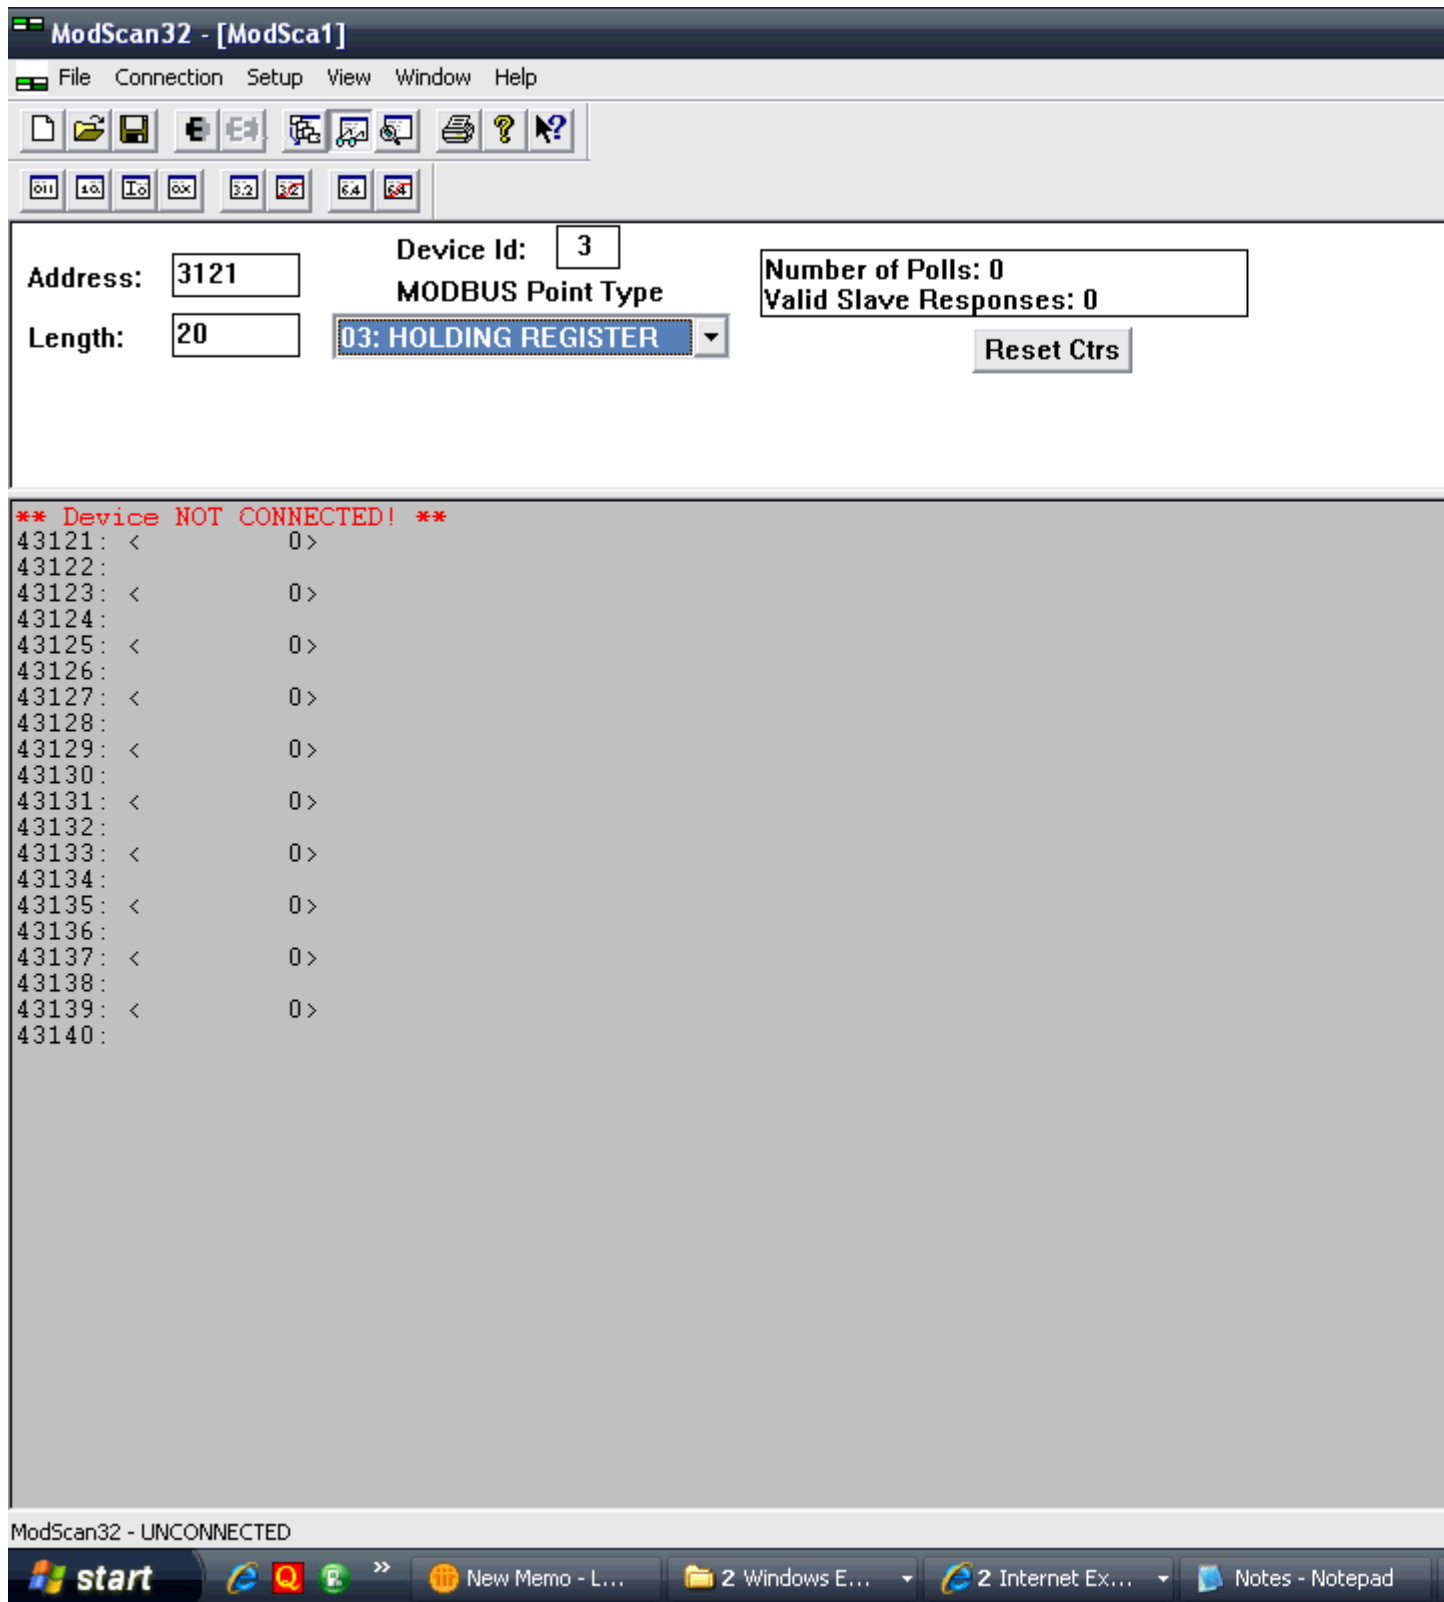 ModScan32 - [ModSca1]
File Connection Setup View Window Help
Address: 3121
Device Id: 3
MODBUS Point Type
Length: 20
03: HOLDING REGISTER
Number of Polls: 0
Valid Slave Responses: 0
Reset Ctrs
** Device NOT CONNECTED! **
43121: < 0>
43122:
43123: < 0>
43124:
43125: < 0>
43126:
43127: < 0>
43128:
43129: < 0>
43130:
43131: < 0>
43132:
43133: < 0>
43134:
43135: < 0>
43136:
43137: < 0>
43138:
43139: < 0>
43140:
ModScan32 - UNCONNECTED
start » New Memo - L... 2 Windows E... 2 Internet Ex... Notes - Notepad